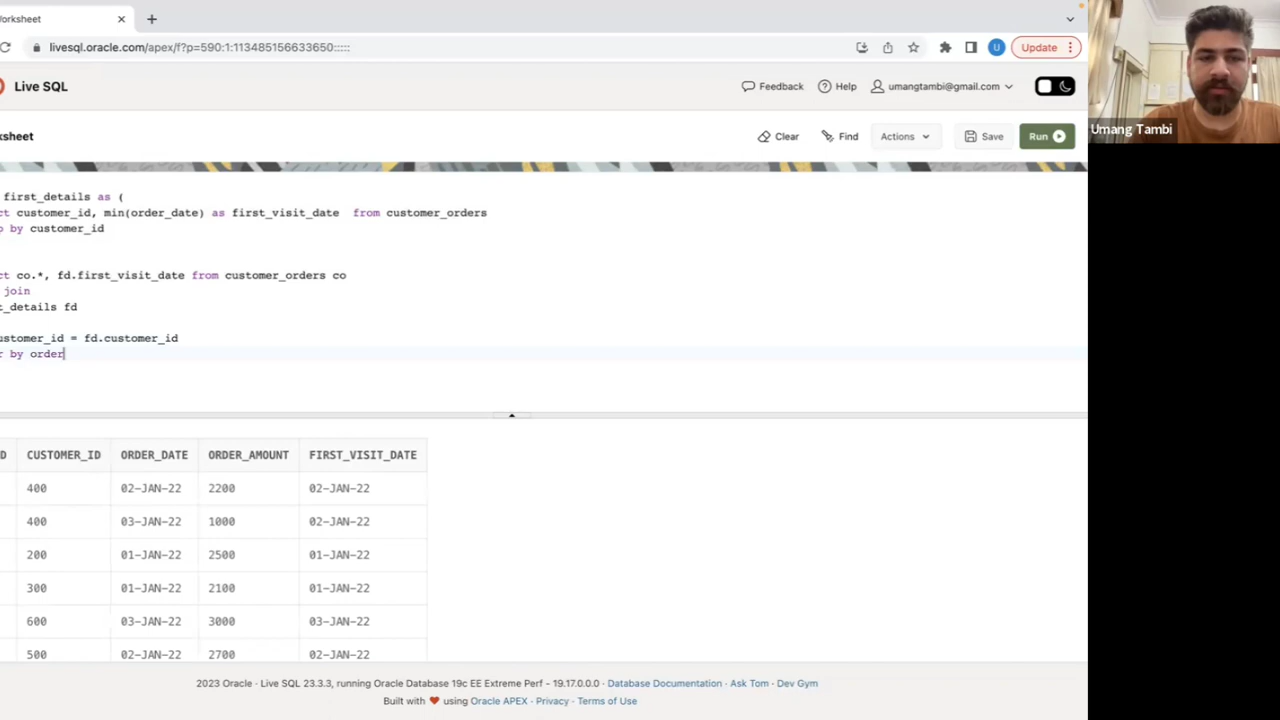 orksheet
livesql.oracle.com/apex/f?p=590:1:113485156633650:::::
Update
U
Live SQL
Feedback
Help
umangtambi@gmail.com
ksheet
Clear
Find
Actions
Save
Run
Umang Tambi
first_details as (
ct customer_id, min(order_date) as first_visit_date from customer_orders
p by customer_id
ct co.*, fd.first_visit_date from customer_orders co
join
t_details fd
ustomer_id = fd.customer_id
r by order
D CUSTOMER_ID ORDER_DATE ORDER_AMOUNT FIRST_VISIT_DATE
400 02-JAN-22 2200 02-JAN-22
400 03-JAN-22 1000 02-JAN-22
200 01-JAN-22 2500 01-JAN-22
300 01-JAN-22 2100 01-JAN-22
600 03-JAN-22 3000 03-JAN-22
500 02-JAN-22 2700 02-JAN-22
2023 Oracle · Live SQL 23.3.3, running Oracle Database 19c EE Extreme Perf - 19.17.0.0.0 · Database Documentation · Ask Tom · Dev Gym
Built with ❤ using Oracle APEX · Privacy · Terms of Use